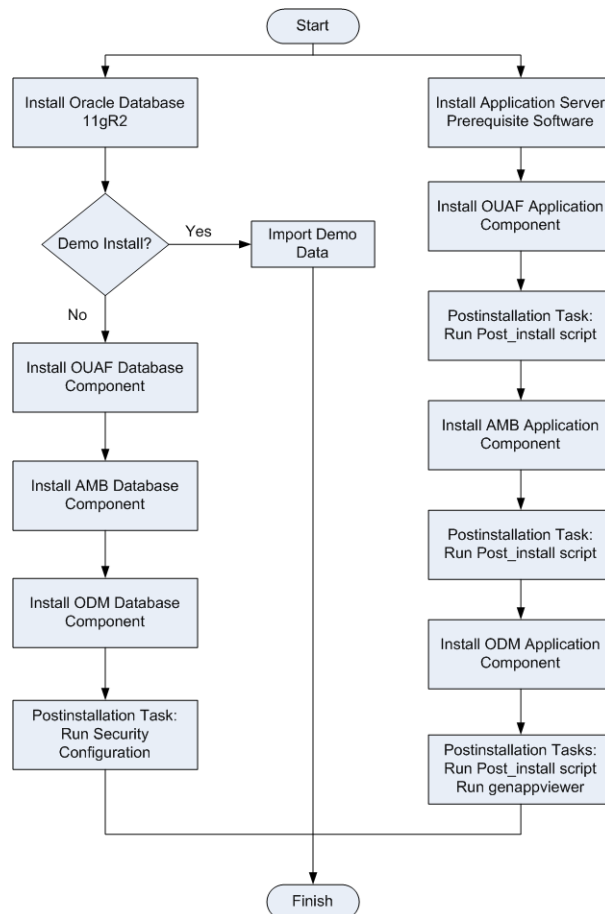 Start
Install Oracle Database
11gR2
Demo Install?
Yes
Import Demo
Data
No
Install OUAF Database
Component
Install AMB Database
Component
Install ODM Database
Component
Postinstallation Task:
Run Security
Configuration
Install Application Server
Prerequisite Software
Install OUAF Application
Component
Postinstallation Task:
Run Post_install script
Install AMB Application
Component
Postinstallation Task:
Run Post_install script
Install ODM Application
Component
Postinstallation Tasks:
Run Post_install script
Run genappviewer
Finish